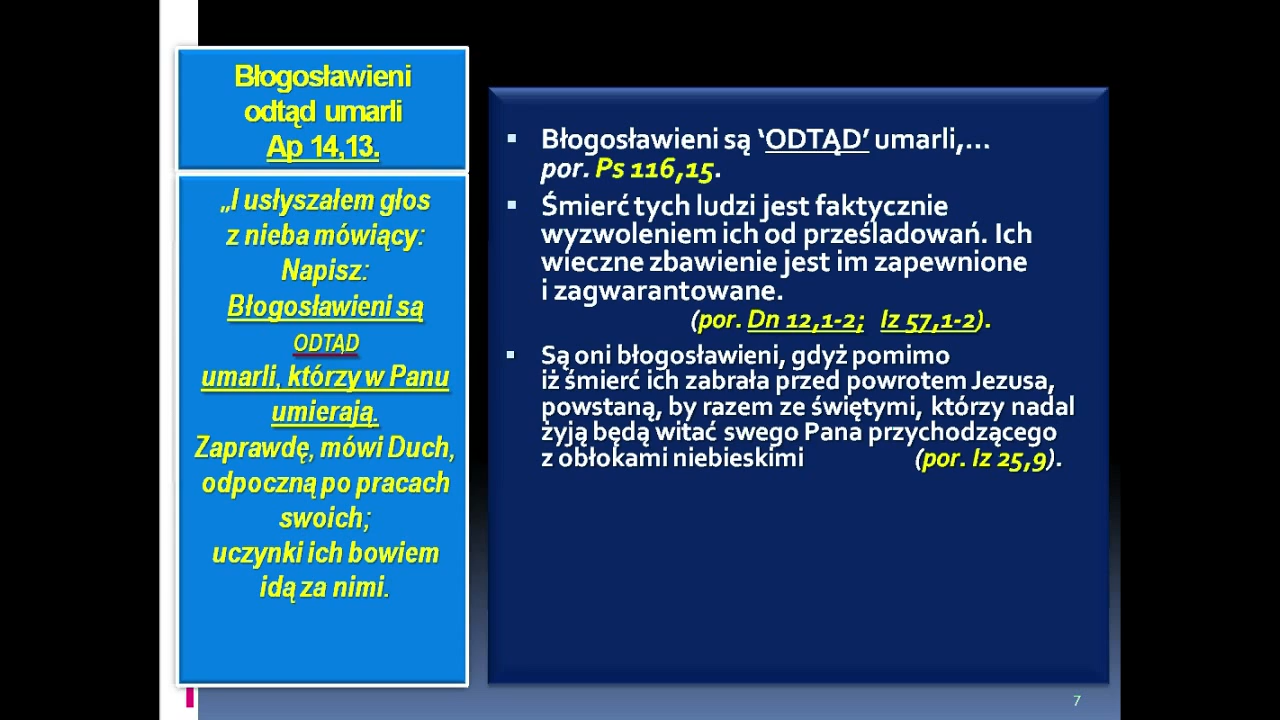 Błogosławieni
odtąd umarli
Ap 14,13.
„I usłyszałem głos
z nieba mówiący:
Napisz:
Błogosławieni są
ODTĄD
umarli, którzy w Panu
umierają.
Zaprawdę, mówi Duch,
odpoczną po pracach
swoich;
uczynki ich bowiem
idą za nimi.
▪ Błogosławieni są ‘ODTĄD’ umarli,...
por. Ps 116,15.
▪ Śmierć tych ludzi jest faktycznie
wyzwoleniem ich od prześladowań. Ich
wieczne zbawienie jest im zapewnione
i zagwarantowane.
(por. Dn 12,1-2; Iz 57,1-2).
▪ Są oni błogosławieni, gdyż pomimo
iż śmierć ich zabrała przed powrotem Jezusa,
powstaną, by razem ze świętymi, którzy nadal
żyją będą witać swego Pana przychodzącego
z obłokami niebieskimi (por. Iz 25,9).
7